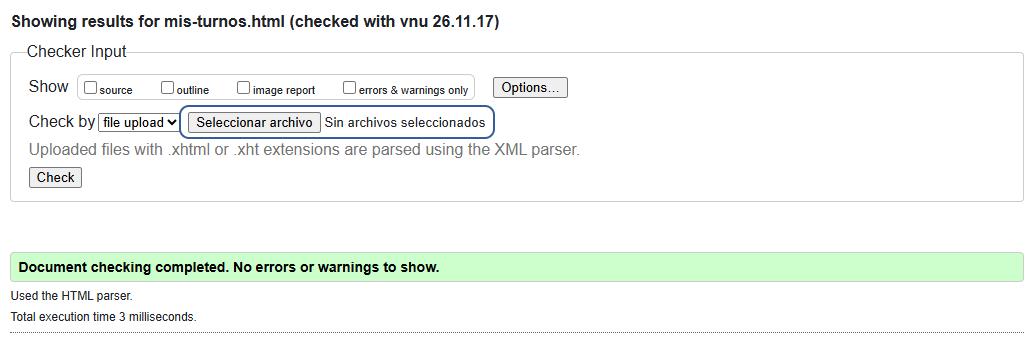 Showing results for mis-turnos.html (checked with vnu 26.11.17)
Checker Input
Show source outline image report errors & warnings only Options...
Check by file upload Seleccionar archivo Sin archivos seleccionados
Uploaded files with .xhtml or .xht extensions are parsed using the XML parser.
Check
Document checking completed. No errors or warnings to show.
Used the HTML parser.
Total execution time 3 milliseconds.